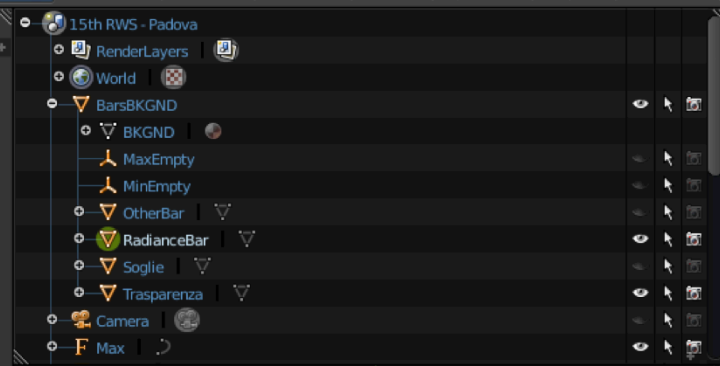 15th RWS - Padova
RenderLayers
World
BarsBKGND
BKGND
MaxEmpty
MinEmpty
OtherBar
RadianceBar
Soglie
Trasparenza
Camera
Max